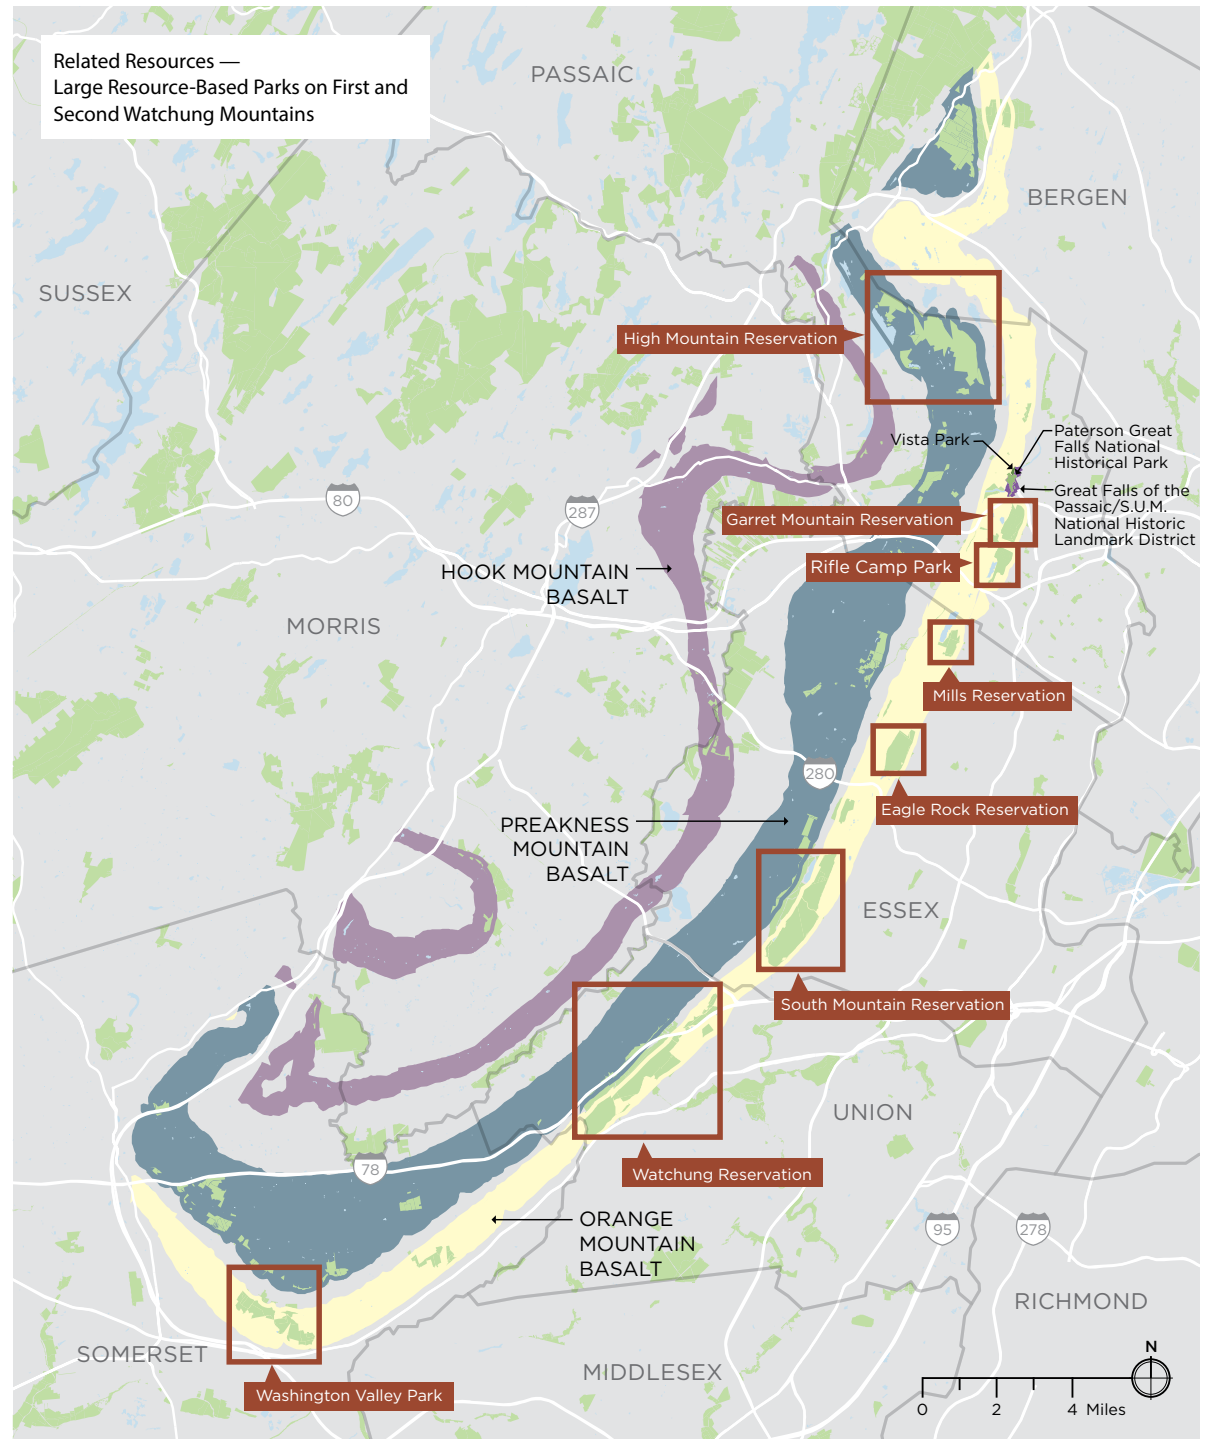 Related Resources —
Large Resource-Based Parks on First and
Second Watchung Mountains
PASSAIC
BERGEN
SUSSEX
High Mountain Reservation
Vista Park
Paterson Great
Falls National
Historical Park
Great Falls of the
Passaic/S.U.M.
National Historic
Landmark District
80
287
Garret Mountain Reservation
Rifle Camp Park
HOOK MOUNTAIN
BASALT
MORRIS
Mills Reservation
280
Eagle Rock Reservation
PREAKNESS
MOUNTAIN
BASALT
ESSEX
South Mountain Reservation
UNION
78
Watchung Reservation
ORANGE
MOUNTAIN
BASALT
95
278
RICHMOND
SOMERSET
MIDDLESEX
Washington Valley Park
N
0 2 4 Miles